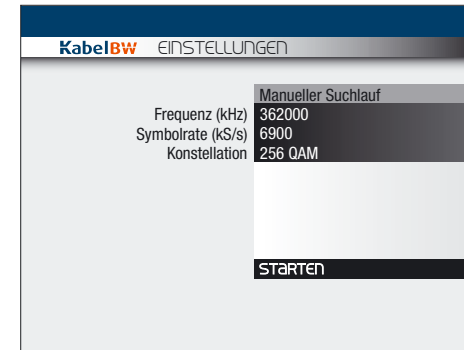 KabelBW EINSTELLUNGEN
Manueller Suchlauf
Frequenz (kHz) 362000
Symbolrate (kS/s) 6900
Konstellation 256 QAM
STARTEN